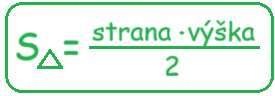 S△ = strana · výška
2